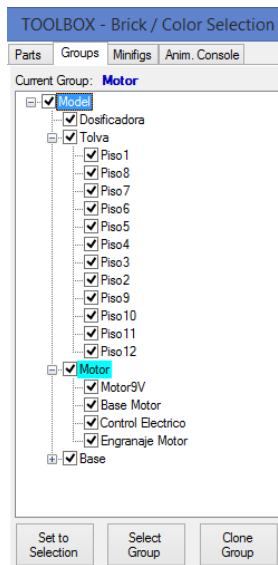 TOOLBOX - Brick / Color Selection
Parts Groups Minifigs Anim. Console
Current Group: Motor
Model
Dosificadora
Tolva
Piso1
Piso8
Piso7
Piso6
Piso5
Piso4
Piso3
Piso2
Piso9
Piso10
Piso11
Piso12
Motor
Motor9V
Base Motor
Control Electrico
Engranaje Motor
Base
Set to Selection
Select Group
Clone Group